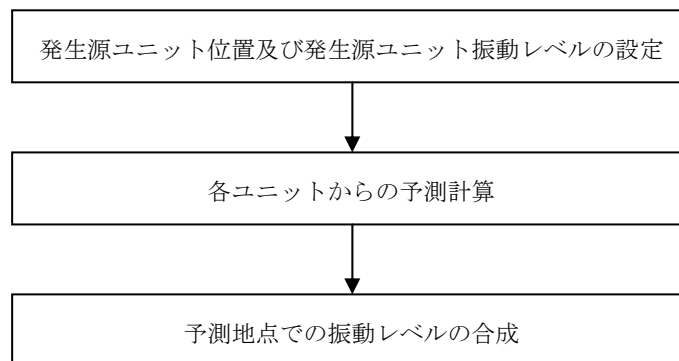 発生源ユニット位置及び発生源ユニット振動レベルの設定
各ユニットからの予測計算
予測地点での振動レベルの合成